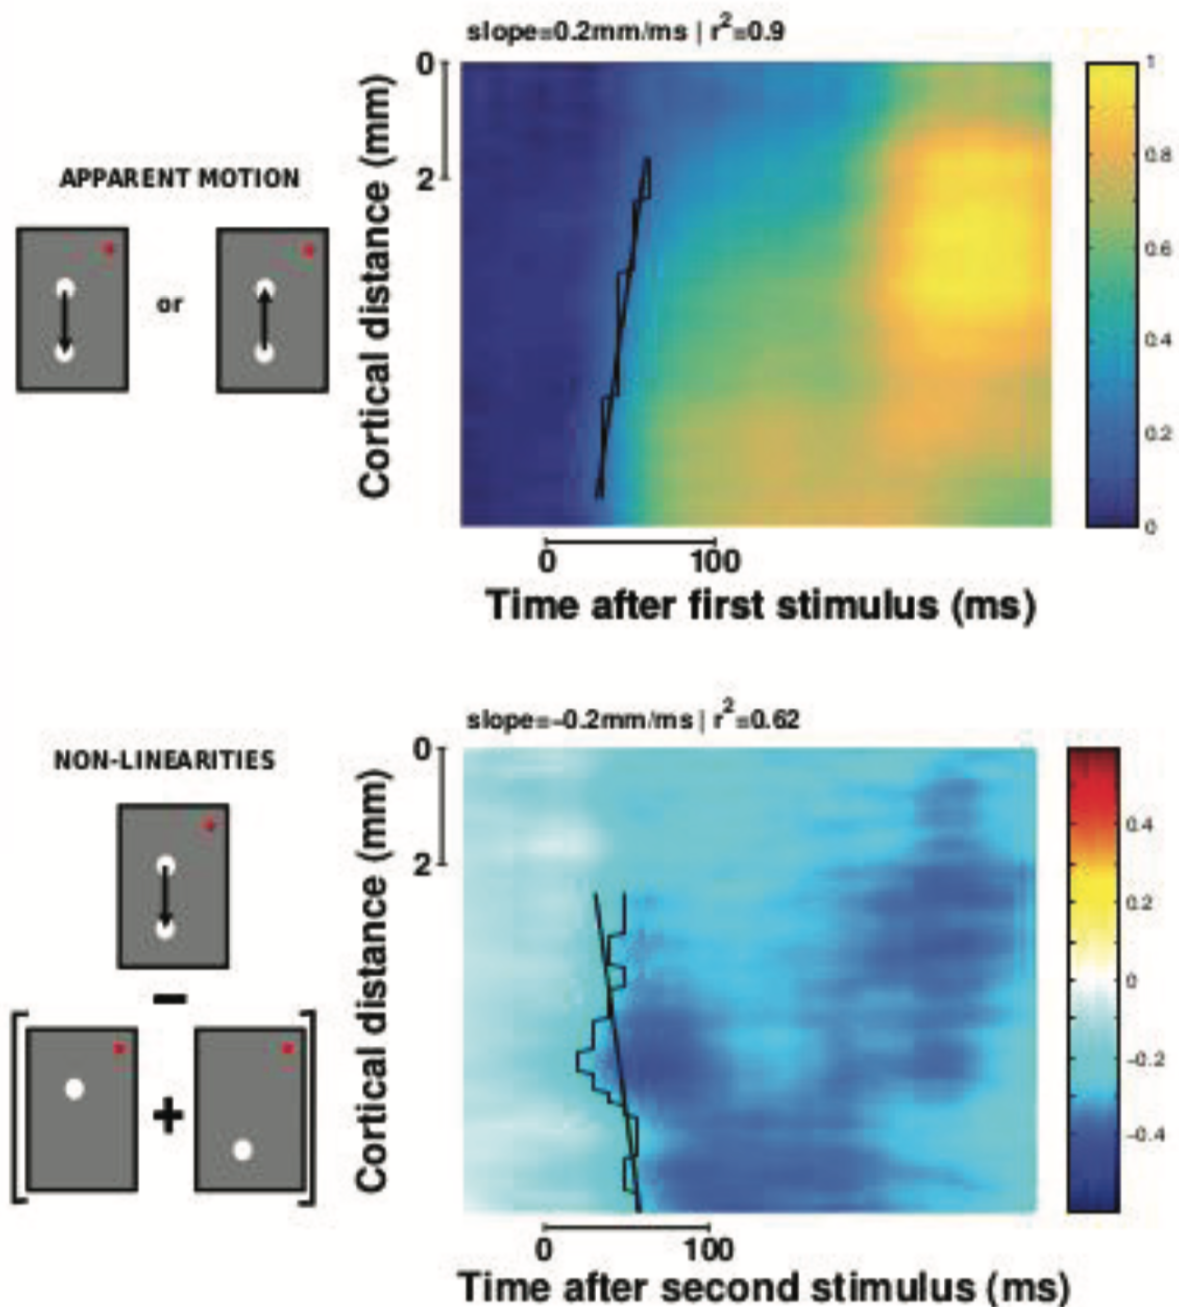 slope=0.2mm/ms | r²=0.9
APPARENT MOTION
or
Cortical distance (mm)
0
2
0
100
Time after first stimulus (ms)
1
0.8
0.6
0.4
0.2
0
slope=-0.2mm/ms | r²=0.62
NON-LINEARITIES
−
[ + ]
Cortical distance (mm)
0
2
0
100
Time after second stimulus (ms)
0.4
0.2
0
-0.2
-0.4